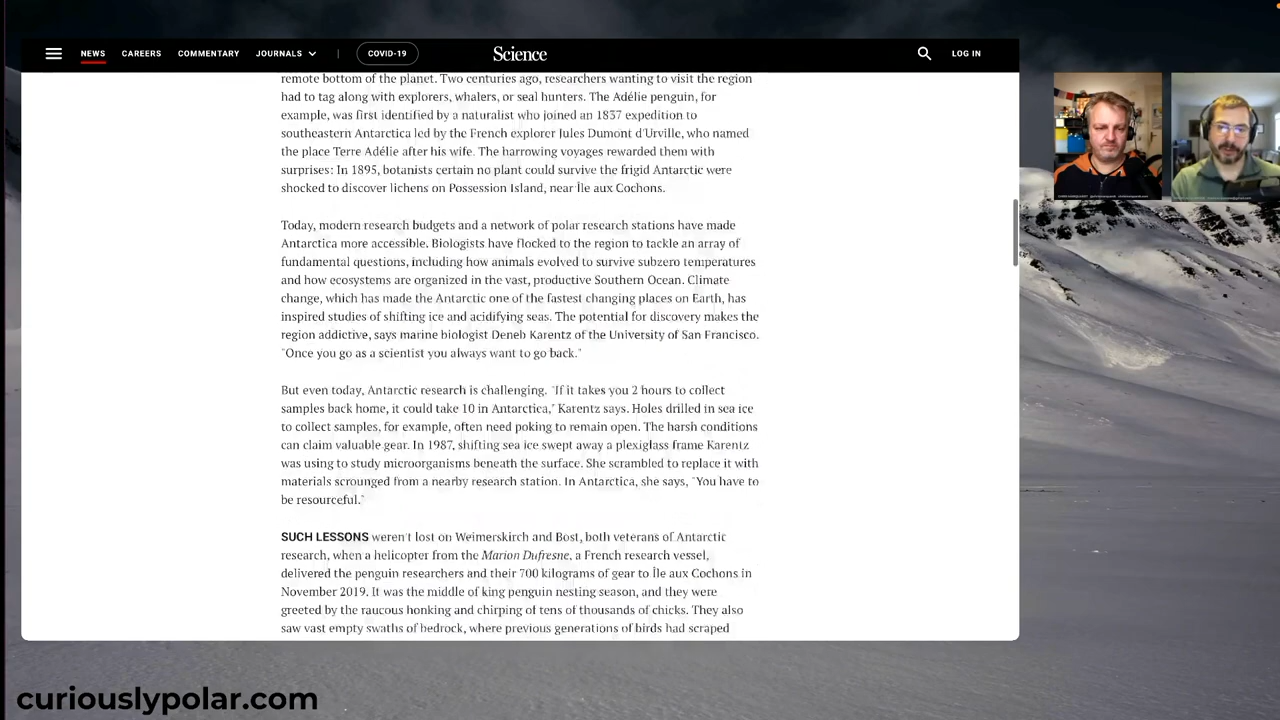 NEWS CAREERS COMMENTARY JOURNALS | COVID-19 Science LOG IN
remote bottom of the planet. Two centuries ago, researchers wanting to visit the region
had to tag along with explorers, whalers, or seal hunters. The Adélie penguin, for
example, was first identified by a naturalist who joined an 1837 expedition to
southeastern Antarctica led by the French explorer Jules Dumont d'Urville, who named
the place Terre Adélie after his wife. The harrowing voyages rewarded them with
surprises: In 1895, botanists certain no plant could survive the frigid Antarctic were
shocked to discover lichens on Possession Island, near Île aux Cochons.
Today, modern research budgets and a network of polar research stations have made
Antarctica more accessible. Biologists have flocked to the region to tackle an array of
fundamental questions, including how animals evolved to survive subzero temperatures
and how ecosystems are organized in the vast, productive Southern Ocean. Climate
change, which has made the Antarctic one of the fastest changing places on Earth, has
inspired studies of shifting ice and acidifying seas. The potential for discovery makes the
region addictive, says marine biologist Deneb Karentz of the University of San Francisco.
"Once you go as a scientist you always want to go back."
But even today, Antarctic research is challenging. "If it takes you 2 hours to collect
samples back home, it could take 10 in Antarctica," Karentz says. Holes drilled in sea ice
to collect samples, for example, often need poking to remain open. The harsh conditions
can claim valuable gear. In 1987, shifting sea ice swept away a plexiglass frame Karentz
was using to study microorganisms beneath the surface. She scrambled to replace it with
materials scrounged from a nearby research station. In Antarctica, she says, "You have to
be resourceful."
SUCH LESSONS weren't lost on Weimerskirch and Bost, both veterans of Antarctic
research, when a helicopter from the Marion Dufresne, a French research vessel,
delivered the penguin researchers and their 700 kilograms of gear to Île aux Cochons in
November 2019. It was the middle of king penguin nesting season, and they were
greeted by the raucous honking and chirping of tens of thousands of chicks. They also
saw vast empty swaths of bedrock, where previous generations of birds had scraped
curiouslypolar.com